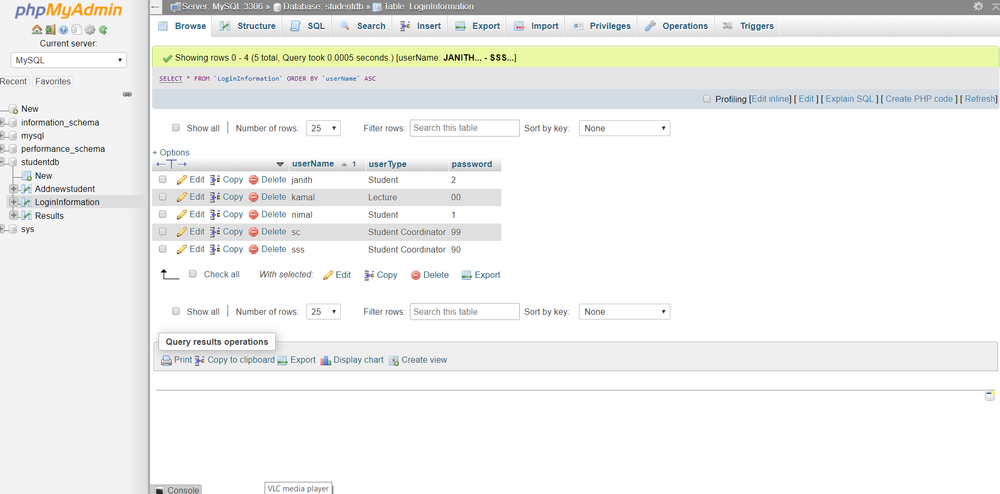 phpMyAdmin
Current server:
MySQL
Recent Favorites
New
information_schema
mysql
performance_schema
studentdb
New
Addnewstudent
LoginInformation
Results
sys
Server: MySQL:3306 » Database: studentdb » Table: LoginInformation
Browse Structure SQL Search Insert Export Import Privileges Operations Triggers
Showing rows 0 - 4 (5 total, Query took 0.0005 seconds.) [userName: JANITH... - SSS...]
SELECT * FROM `LoginInformation` ORDER BY `userName` ASC
Profiling [Edit inline] [ Edit ] [ Explain SQL ] [ Create PHP code ] [ Refresh]
Show all Number of rows: 25 Filter rows: Search this table Sort by key: None
+ Options
userName 1 userType password
Edit Copy Delete janith Student 2
Edit Copy Delete kamal Lecture 00
Edit Copy Delete nimal Student 1
Edit Copy Delete sc Student Coordinator 99
Edit Copy Delete sss Student Coordinator 90
Check all With selected: Edit Copy Delete Export
Show all Number of rows: 25 Filter rows: Search this table Sort by key: None
Query results operations
Print Copy to clipboard Export Display chart Create view
Console
VLC media player